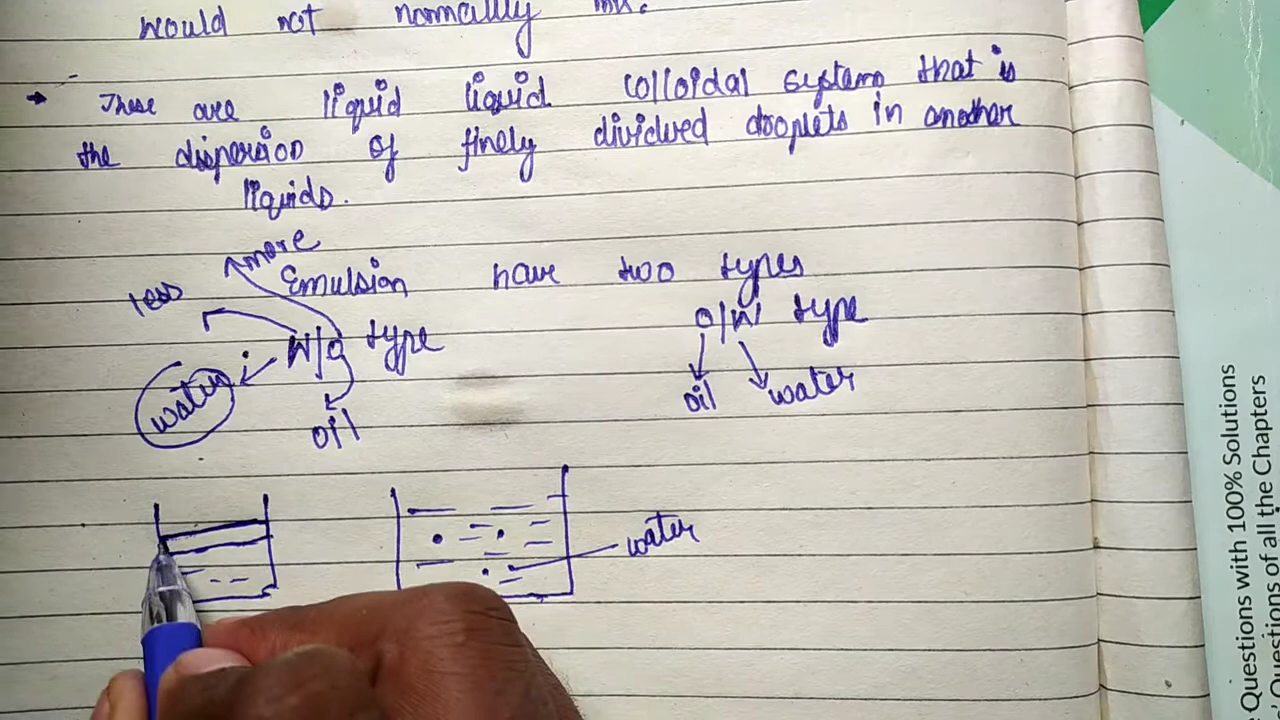 would not normally mix.
→ These are liquid liquid colloidal systems that is
the dispersion of finely divided droplets in another
liquids.
more
Emulsion have two types
less
W/O type
O/W type
water
oil
oil
water
water
Questions with 100% Solutions
Questions of all the Chapters